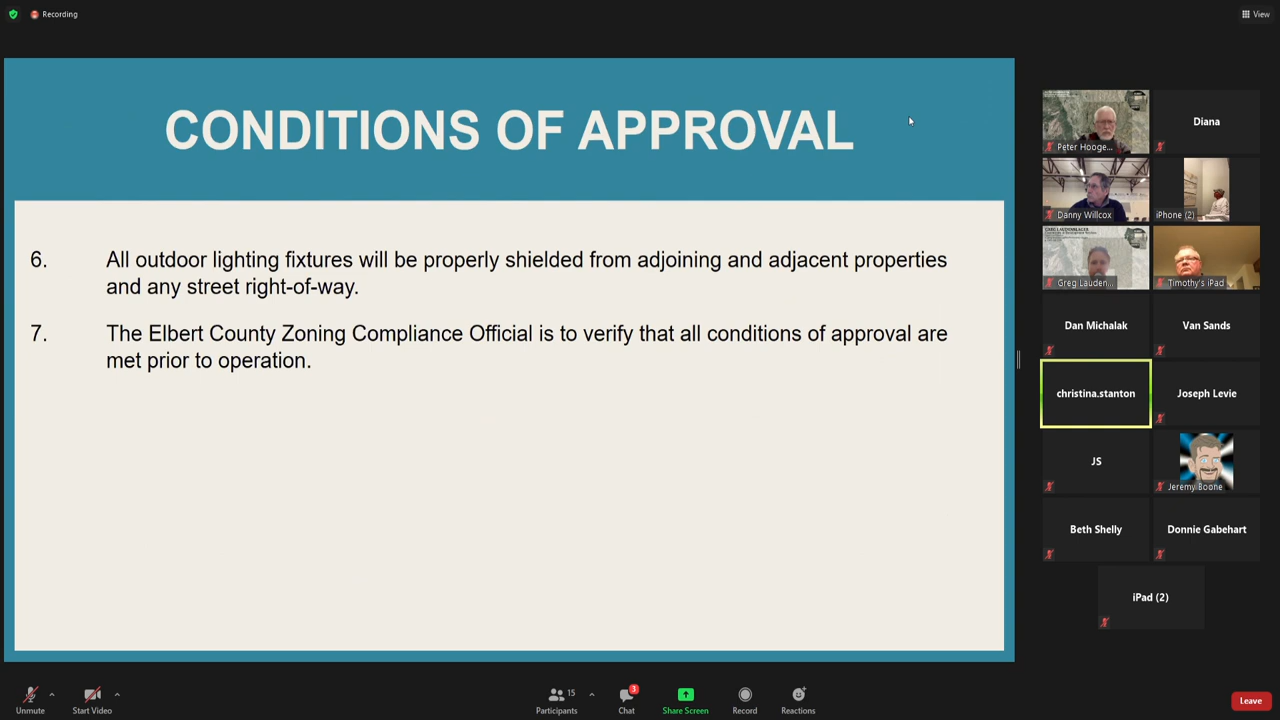 Recording
View
CONDITIONS OF APPROVAL
6. All outdoor lighting fixtures will be properly shielded from adjoining and adjacent properties
and any street right-of-way.
7. The Elbert County Zoning Compliance Official is to verify that all conditions of approval are
met prior to operation.
Peter Hooge...
Diana
Danny Willcox
iPhone (2)
Greg Lauden...
Timothy's iPad
Dan Michalak
Van Sands
christina.stanton
Joseph Levie
JS
Jeremy Boone
Beth Shelly
Donnie Gabehart
iPad (2)
Unmute
Start Video
Participants
15
Chat
3
Share Screen
Record
Reactions
Leave